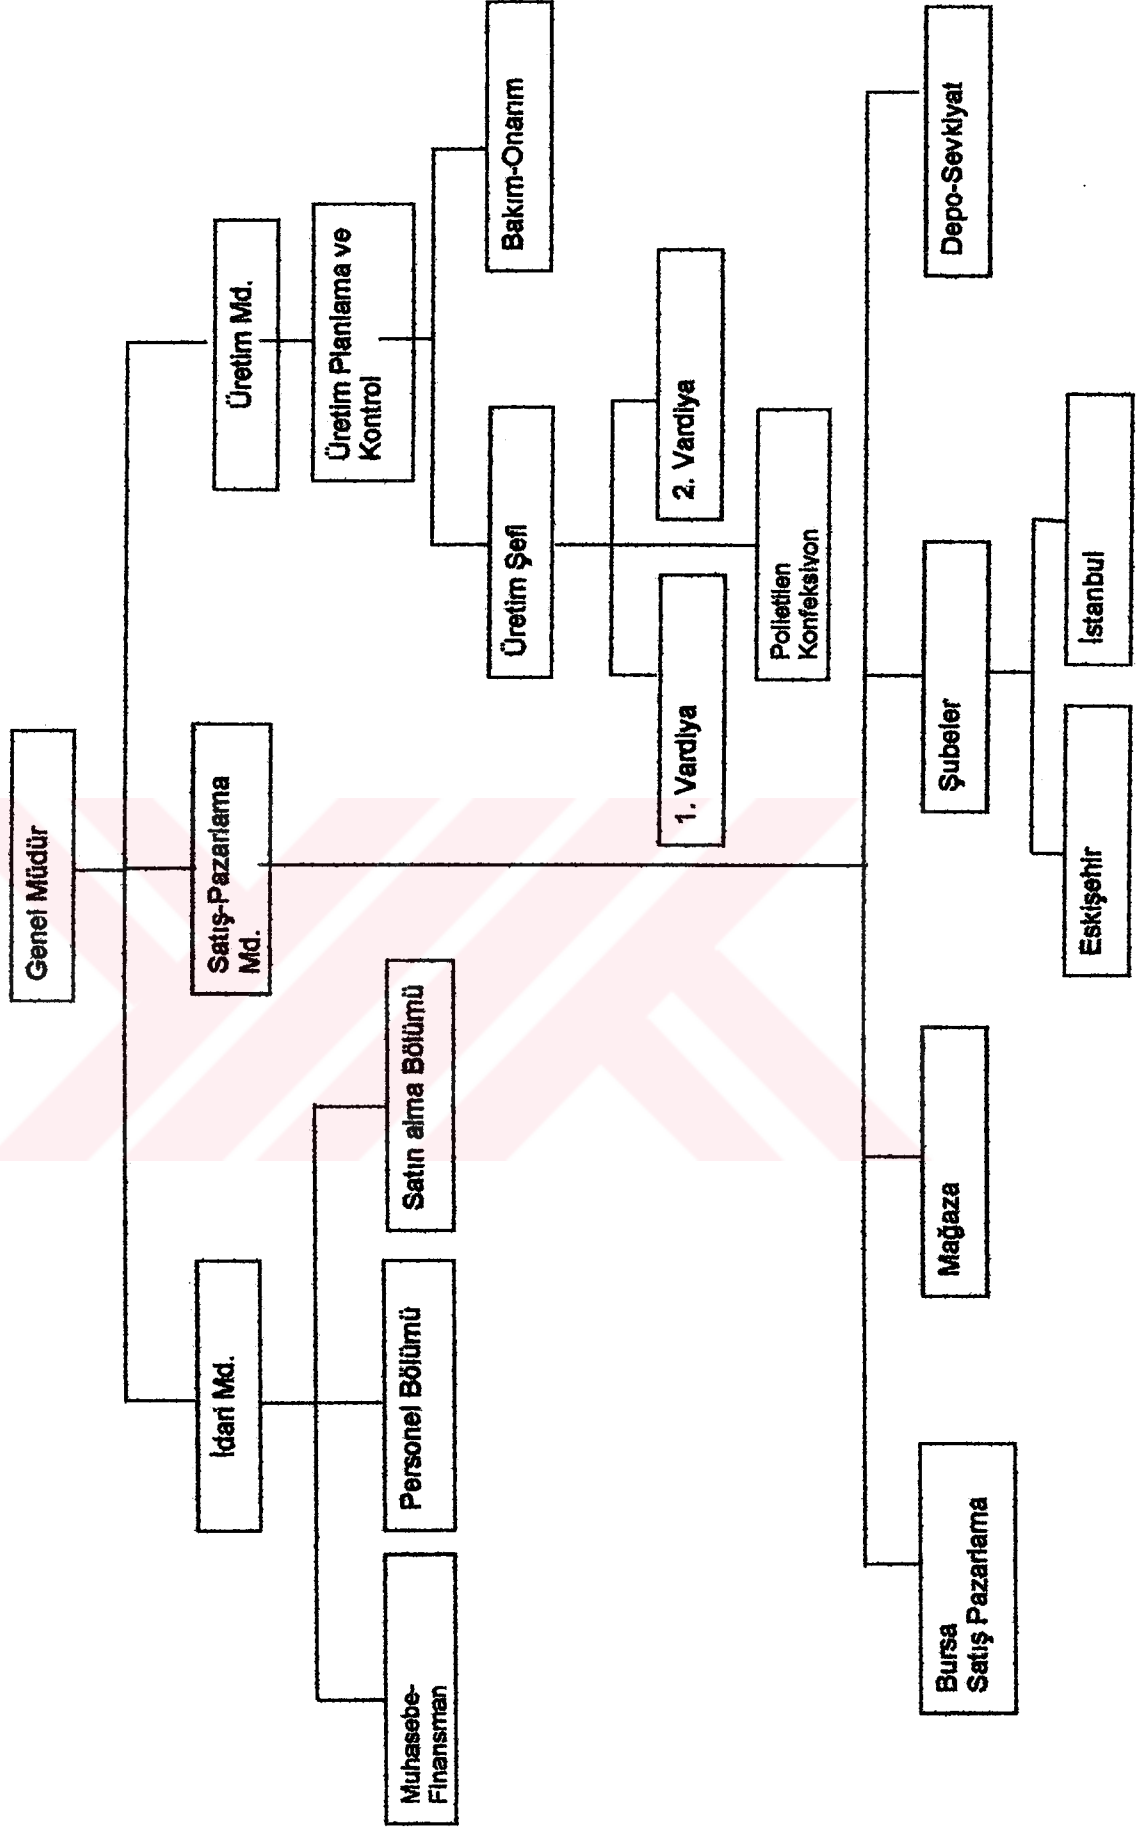 Genel Müdür
İdari Md.
Satış-Pazarlama
Md.
Üretim Md.
Üretim Planlama ve
Kontrol
Muhasebe-
Finansman
Personel Bölümü
Satın alma Bölümü
Üretim Şefi
Bakım-Onarım
1. Vardiya
2. Vardiya
Polietilen
Konfeksiyon
Bursa
Satış Pazarlama
Mağaza
Şubeler
Depo-Sevkiyat
Eskişehir
İstanbul